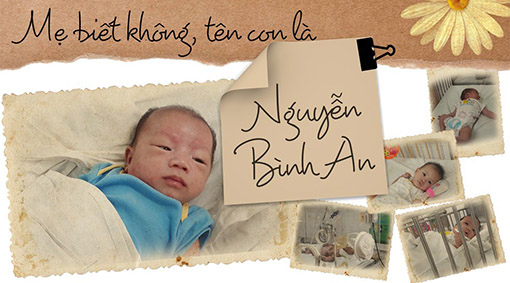 Mẹ biết không, tên con là
Nguyễn
Bình An